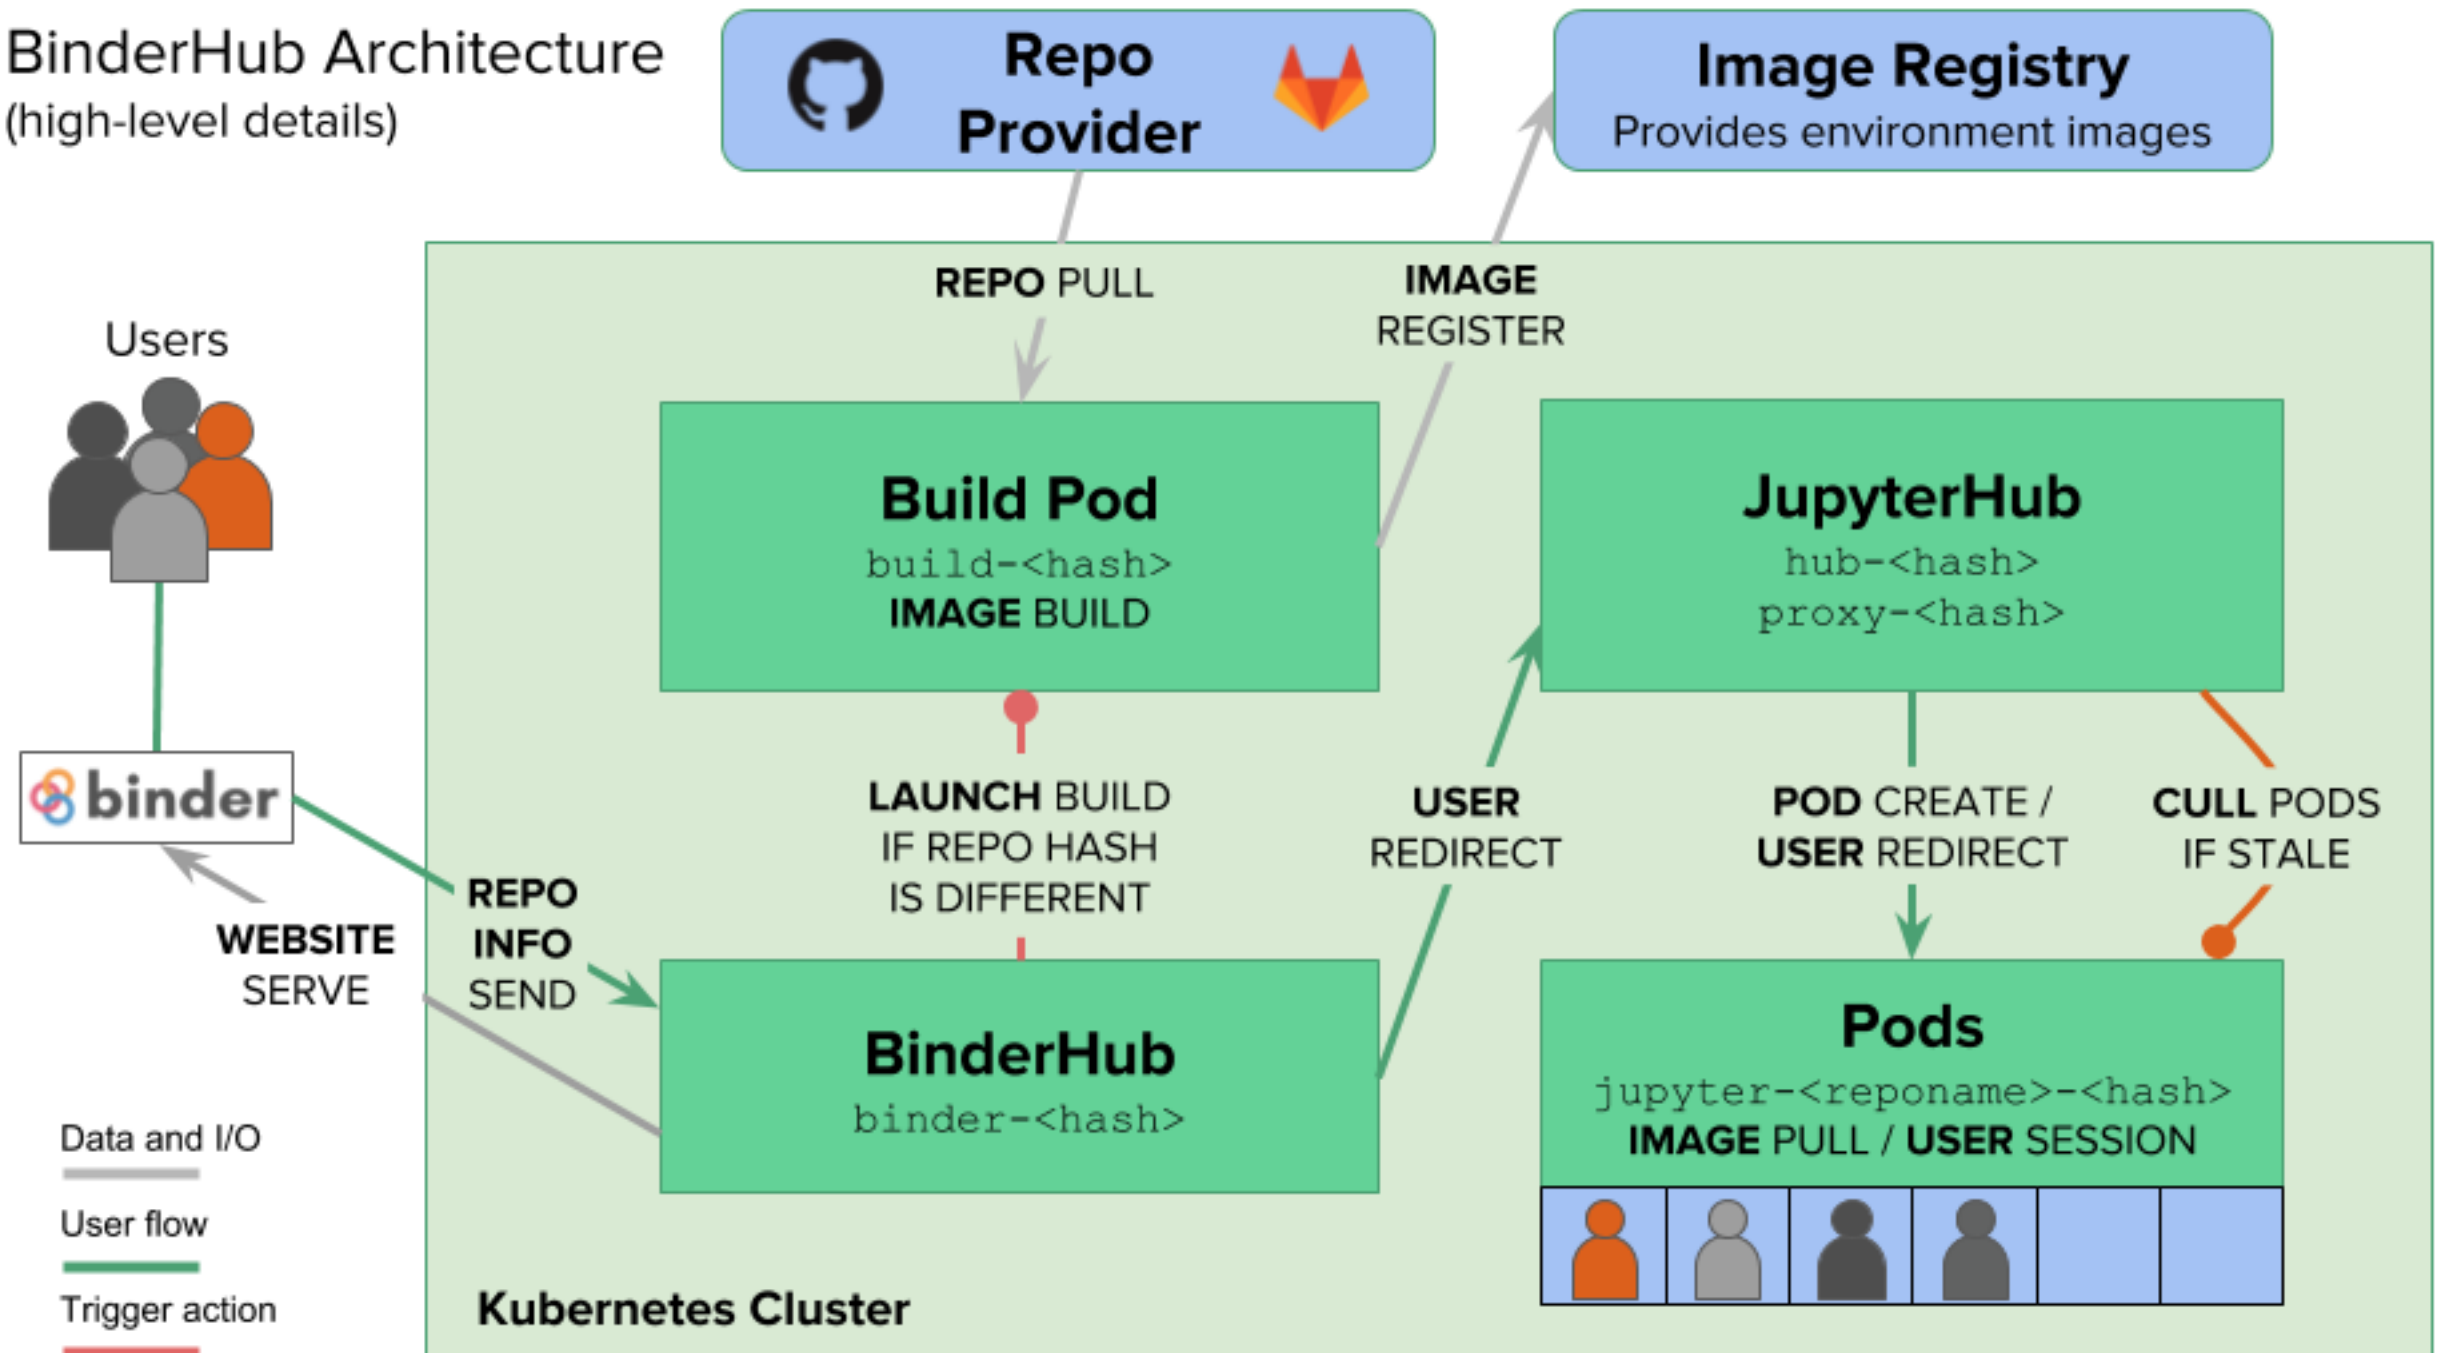 BinderHub Architecture
(high-level details)
Repo
Provider
Image Registry
Provides environment images
REPO PULL
IMAGE
REGISTER
Users
Build Pod
build-<hash>
IMAGE BUILD
JupyterHub
hub-<hash>
proxy-<hash>
binder
LAUNCH BUILD
IF REPO HASH
IS DIFFERENT
USER
REDIRECT
POD CREATE /
USER REDIRECT
CULL PODS
IF STALE
REPO
INFO
SEND
WEBSITE
SERVE
BinderHub
binder-<hash>
Pods
jupyter-<reponame>-<hash>
IMAGE PULL / USER SESSION
Data and I/O
User flow
Trigger action
Kubernetes Cluster